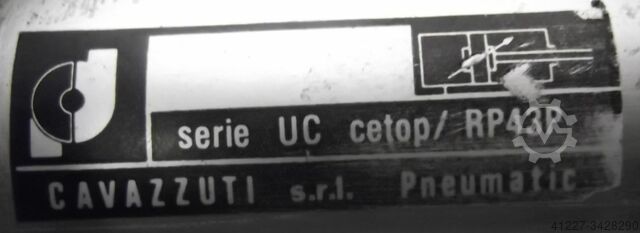 serie UC cetop/ RP43P
CAVAZZUTI s.r.l. Pneumatic
41227-3428290